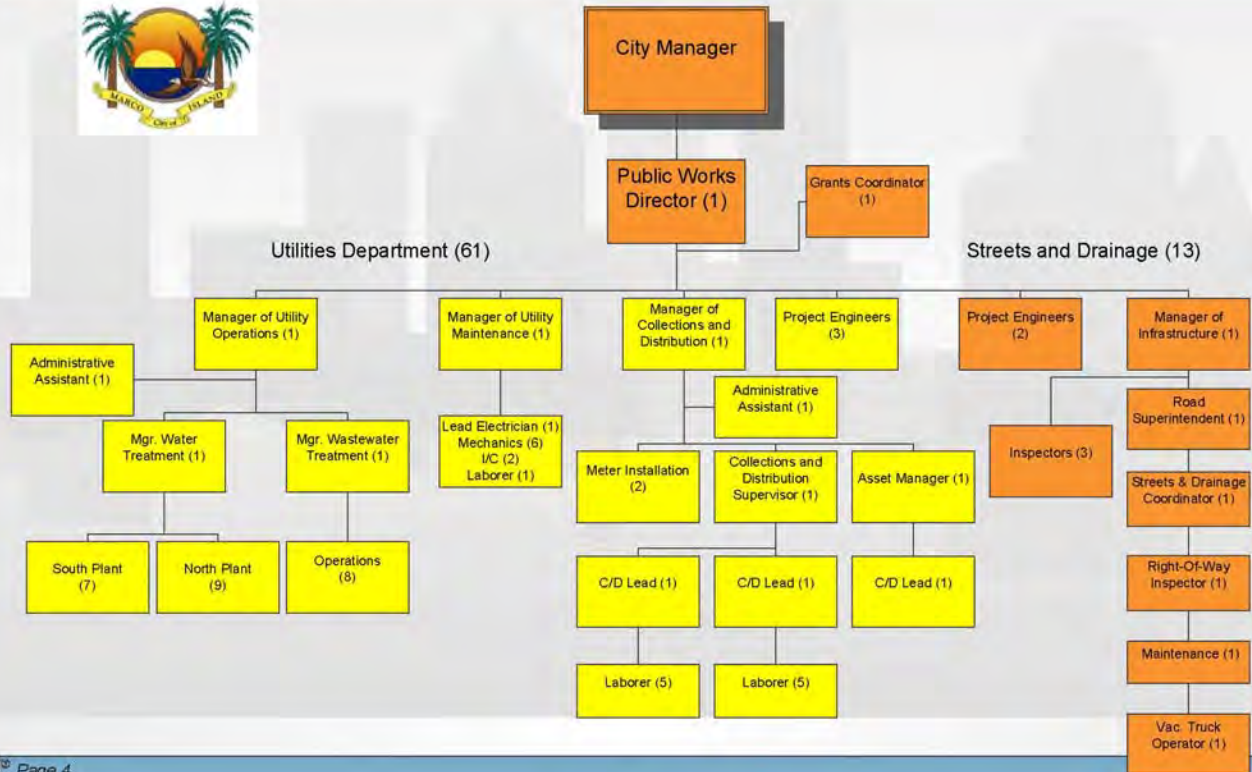 MARCO ISLAND
City of
City Manager
Public Works
Director (1)
Grants Coordinator
(1)
Utilities Department (61)
Streets and Drainage (13)
Manager of Utility
Operations (1)
Manager of Utility
Maintenance (1)
Manager of
Collections and
Distribution (1)
Project Engineers
(3)
Project Engineers
(2)
Manager of
Infrastructure (1)
Administrative
Assistant (1)
Administrative
Assistant (1)
Road
Superintendent (1)
Mgr. Water
Treatment (1)
Mgr. Wastewater
Treatment (1)
Lead Electrician (1)
Mechanics (6)
I/C (2)
Laborer (1)
Meter Installation
(2)
Collections and
Distribution
Supervisor (1)
Asset Manager (1)
Inspectors (3)
Streets & Drainage
Coordinator (1)
South Plant
(7)
North Plant
(9)
Operations
(8)
C/D Lead (1)
C/D Lead (1)
C/D Lead (1)
Right-Of-Way
Inspector (1)
Laborer (5)
Laborer (5)
Maintenance (1)
Vac. Truck
Operator (1)
Page 4